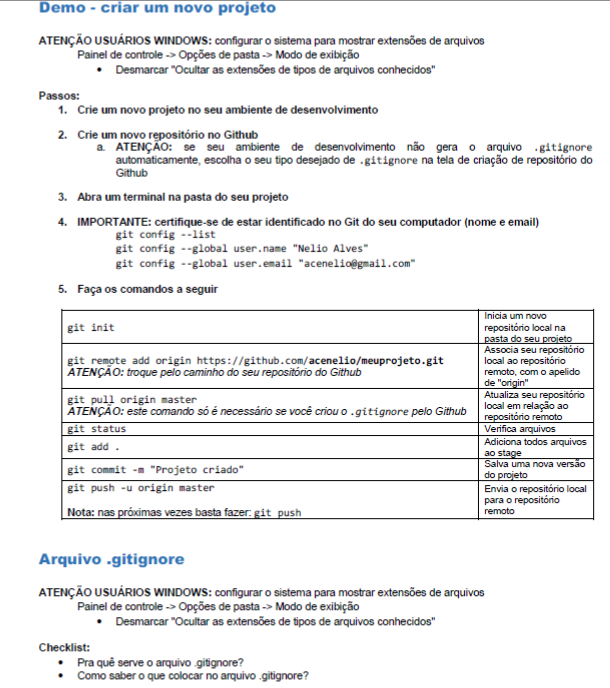 Demo - criar um novo projeto
ATENÇÃO USUÁRIOS WINDOWS: configurar o sistema para mostrar extensões de arquivos
Painel de controle -> Opções de pasta -> Modo de exibição
• Desmarcar "Ocultar as extensões de tipos de arquivos conhecidos"
Passos:
1. Crie um novo projeto no seu ambiente de desenvolvimento
2. Crie um novo repositório no Github
a. ATENÇÃO: se seu ambiente de desenvolvimento não gera o arquivo .gitignore
automaticamente, escolha o seu tipo desejado de .gitignore na tela de criação de repositório do
Github
3. Abra um terminal na pasta do seu projeto
4. IMPORTANTE: certifique-se de estar identificado no Git do seu computador (nome e email)
git config --list
git config --global user.name "Nelio Alves"
git config --global user.email "acenelio@gmail.com"
5. Faça os comandos a seguir
git init
Inicia um novo
repositório local na
pasta do seu projeto
git remote add origin https://github.com/acenelio/meuprojeto.git
ATENÇÃO: troque pelo caminho do seu repositório do Github
Associa seu repositório
local ao repositório
remoto, com o apelido
de "origin"
git pull origin master
ATENÇÃO: este comando só é necessário se você criou o .gitignore pelo Github
Atualiza seu repositório
local em relação ao
repositório remoto
git status
Verifica arquivos
git add .
Adiciona todos arquivos
ao stage
git commit -m "Projeto criado"
Salva uma nova versão
do projeto
git push -u origin master
Nota: nas próximas vezes basta fazer: git push
Envia o repositório local
para o repositório
remoto
Arquivo .gitignore
ATENÇÃO USUÁRIOS WINDOWS: configurar o sistema para mostrar extensões de arquivos
Painel de controle -> Opções de pasta -> Modo de exibição
• Desmarcar "Ocultar as extensões de tipos de arquivos conhecidos"
Checklist:
• Pra quê serve o arquivo .gitignore?
• Como saber o que colocar no arquivo .gitignore?